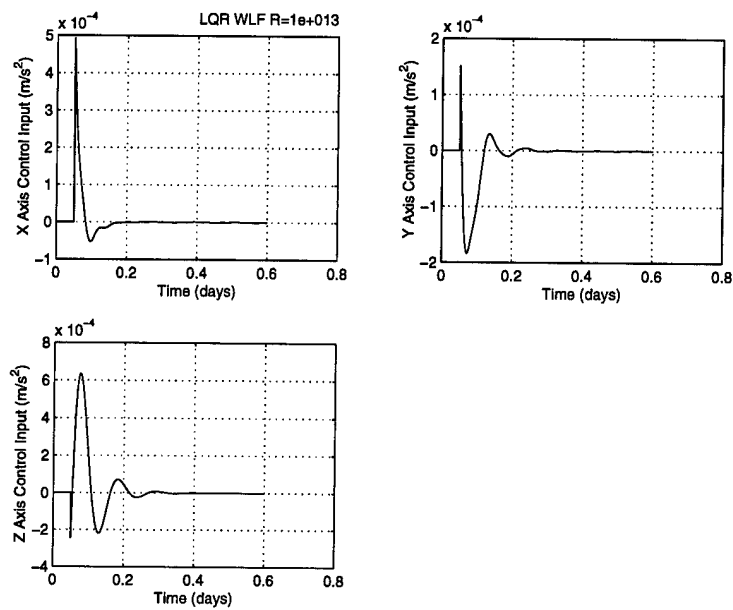 x 10⁻⁴
LQR WLF R=1e+013
X Axis Control Input (m/s²)
5
4
3
2
1
0
−1
0 0.2 0.4 0.6 0.8
Time (days)
x 10⁻⁴
Y Axis Control Input (m/s²)
2
1
0
−1
−2
0 0.2 0.4 0.6 0.8
Time (days)
x 10⁻⁴
Z Axis Control Input (m/s²)
8
6
4
2
0
−2
−4
0 0.2 0.4 0.6 0.8
Time (days)